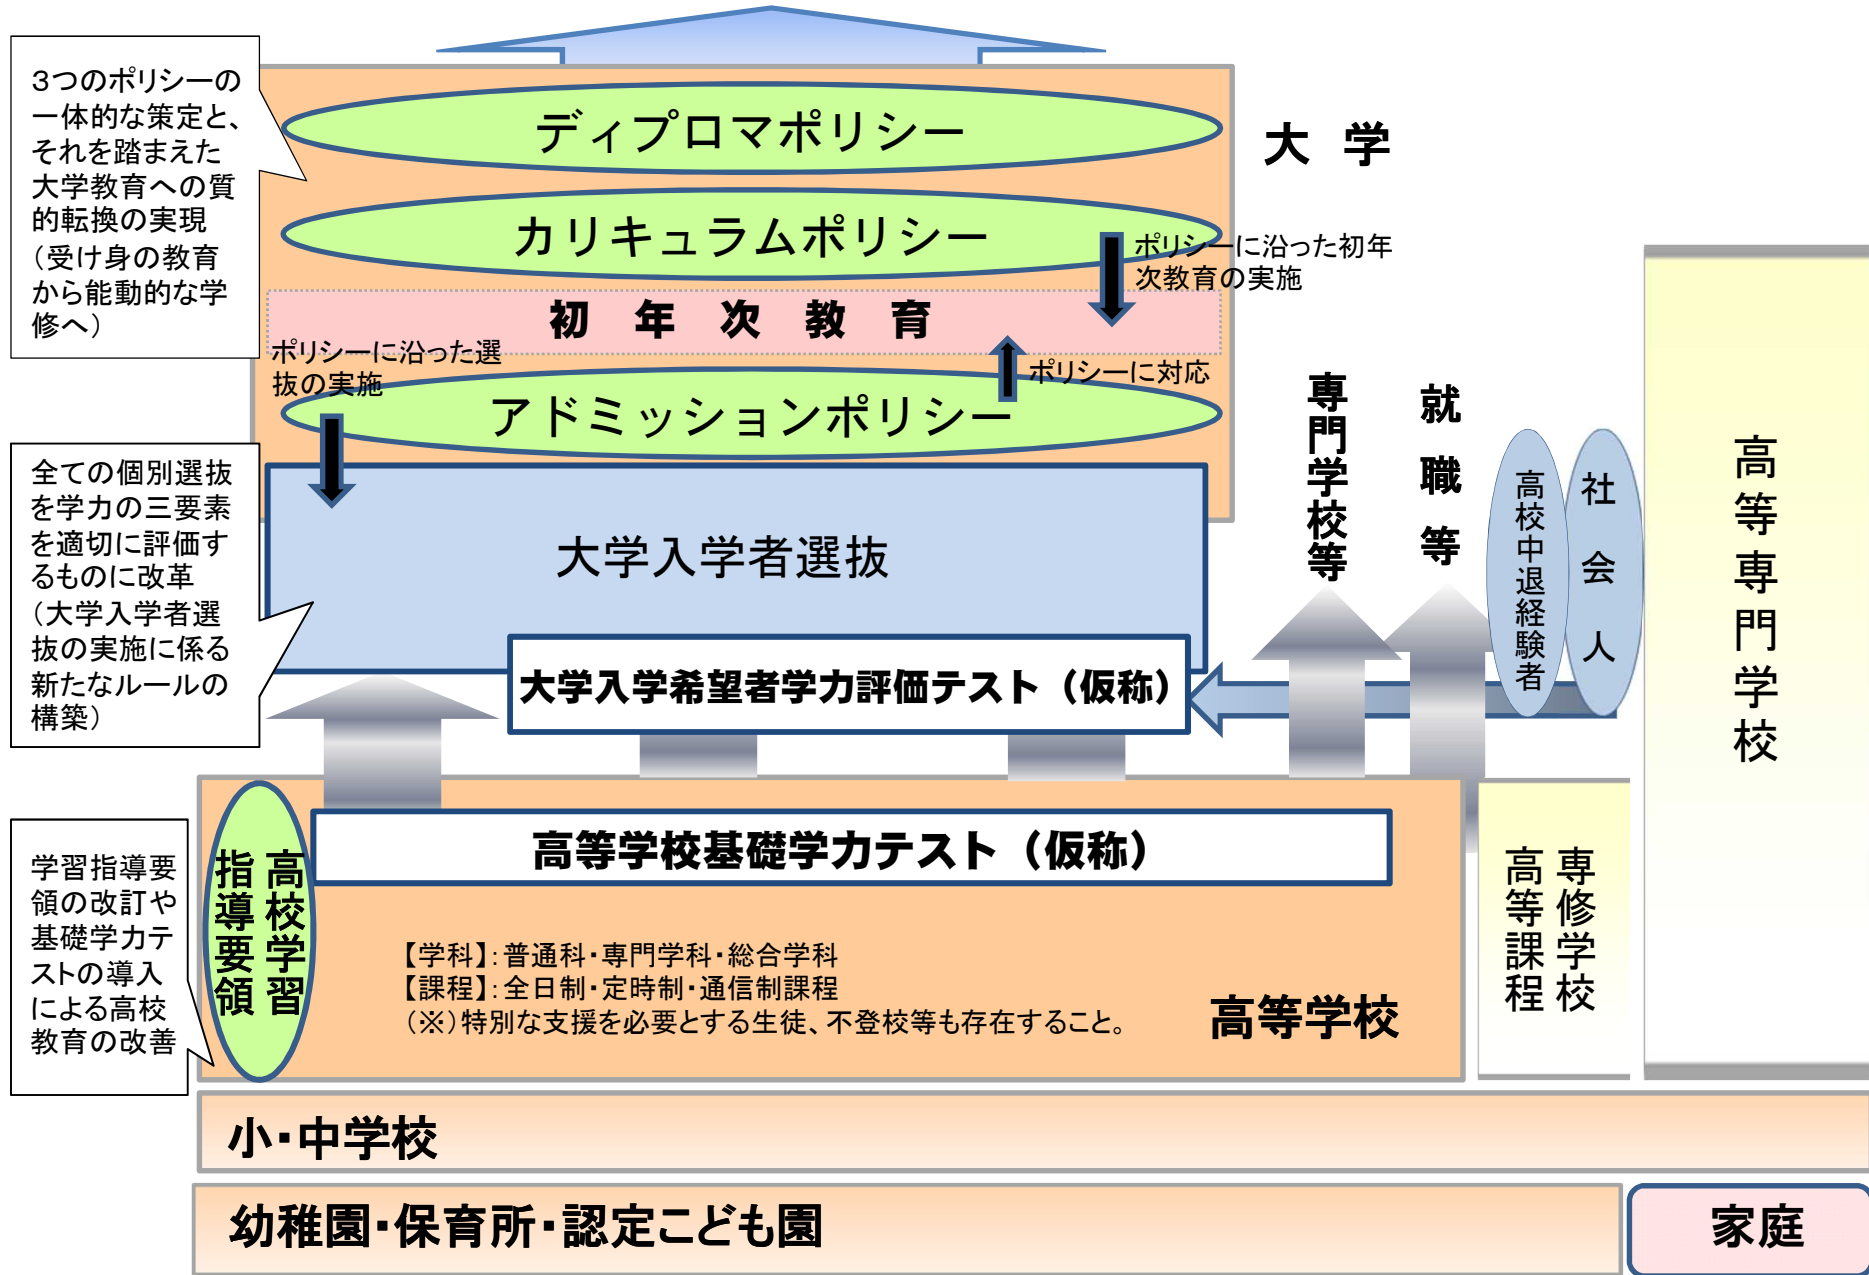 3つのポリシーの
一体的な策定と、
それを踏まえた
大学教育への質
的転換の実現
（受け身の教育
から能動的な学
修へ）
ディプロマポリシー
大 学
カリキュラムポリシー
ポリシーに沿った初年
次教育の実施
初 年 次 教 育
ポリシーに沿った選
抜の実施
ポリシーに対応
アドミッションポリシー
全ての個別選抜
を学力の三要素
を適切に評価す
るものに改革
（大学入学者選
抜の実施に係る
新たなルールの
構築）
大学入学者選抜
大学入学希望者学力評価テスト（仮称）
専門学校等
就職等
高校中退経験者
社会人
高等専門学校
学習指導要
領の改訂や
基礎学力テ
ストの導入
による高校
教育の改善
高校学習
指導要領
高等学校基礎学力テスト（仮称）
【学科】：普通科・専門学科・総合学科
【課程】：全日制・定時制・通信制課程
（※）特別な支援を必要とする生徒、不登校等も存在すること。
高等学校
専修学校
高等課程
小・中学校
幼稚園・保育所・認定こども園
家庭